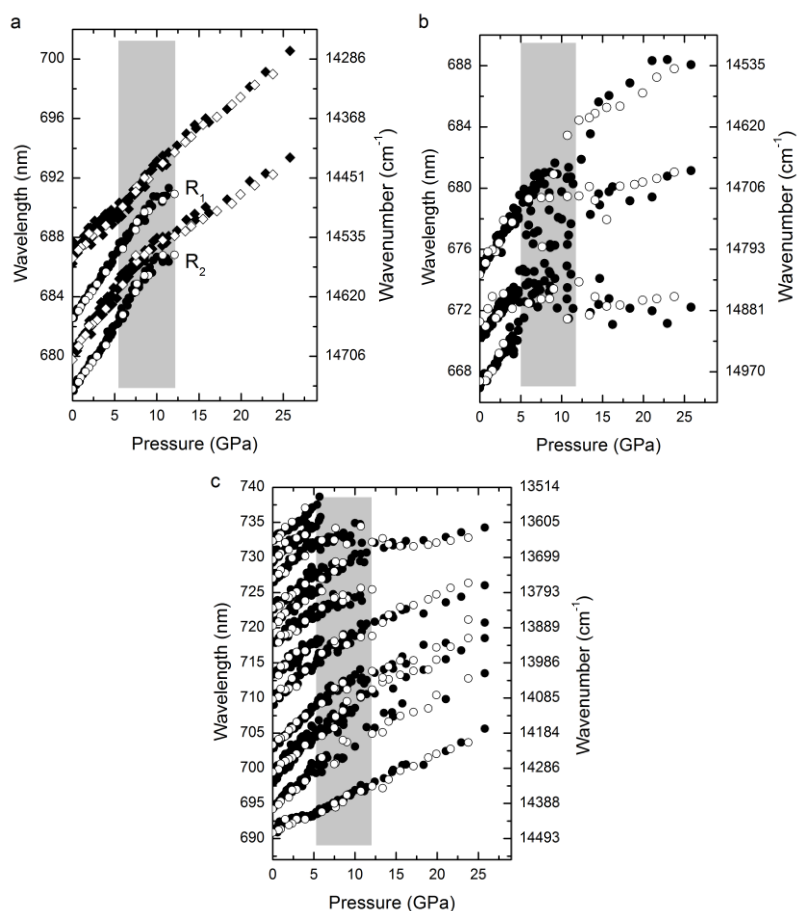 a
700
696
692
688
684
680
Wavelength (nm)
R1
R2
14286
14368
14451
14535
14620
14706
Wavenumber (cm-1)
0 5 10 15 20 25
Pressure (GPa)
b
688
684
680
676
672
668
Wavelength (nm)
14535
14620
14706
14793
14881
14970
Wavenumber (cm-1)
0 5 10 15 20 25
Pressure (GPa)
c
740
735
730
725
720
715
710
705
700
695
690
Wavelength (nm)
13514
13605
13699
13793
13889
13986
14085
14184
14286
14388
14493
Wavenumber (cm-1)
0 5 10 15 20 25
Pressure (GPa)